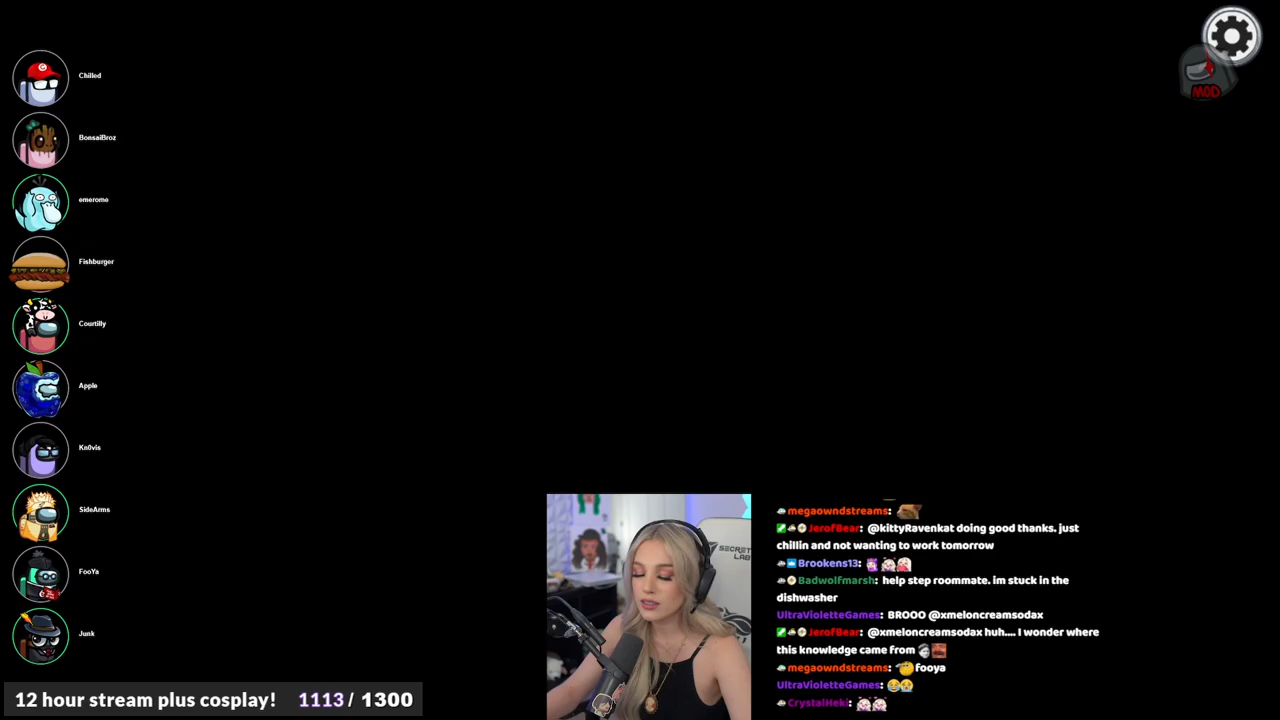 MOD
Chilled
BonsaiBroz
emerome
Fishburger
Courtilly
Apple
Kn0vis
SideArms
FooYa
Junk
SECRET
LAB
megaowndstreams:
JerofBear: @kittyRavenkat doing good thanks. just
chillin and not wanting to work tomorrow
Brookens13:
Badwolfmarsh: help step roommate. im stuck in the
dishwasher
UltraVioletteGames: BROOO @xmeloncreamsodax
JerofBear: @xmeloncreamsodax huh.... I wonder where
this knowledge came from
megaowndstreams: fooya
UltraVioletteGames:
CrystalHeki:
12 hour stream plus cosplay! 1113 / 1300